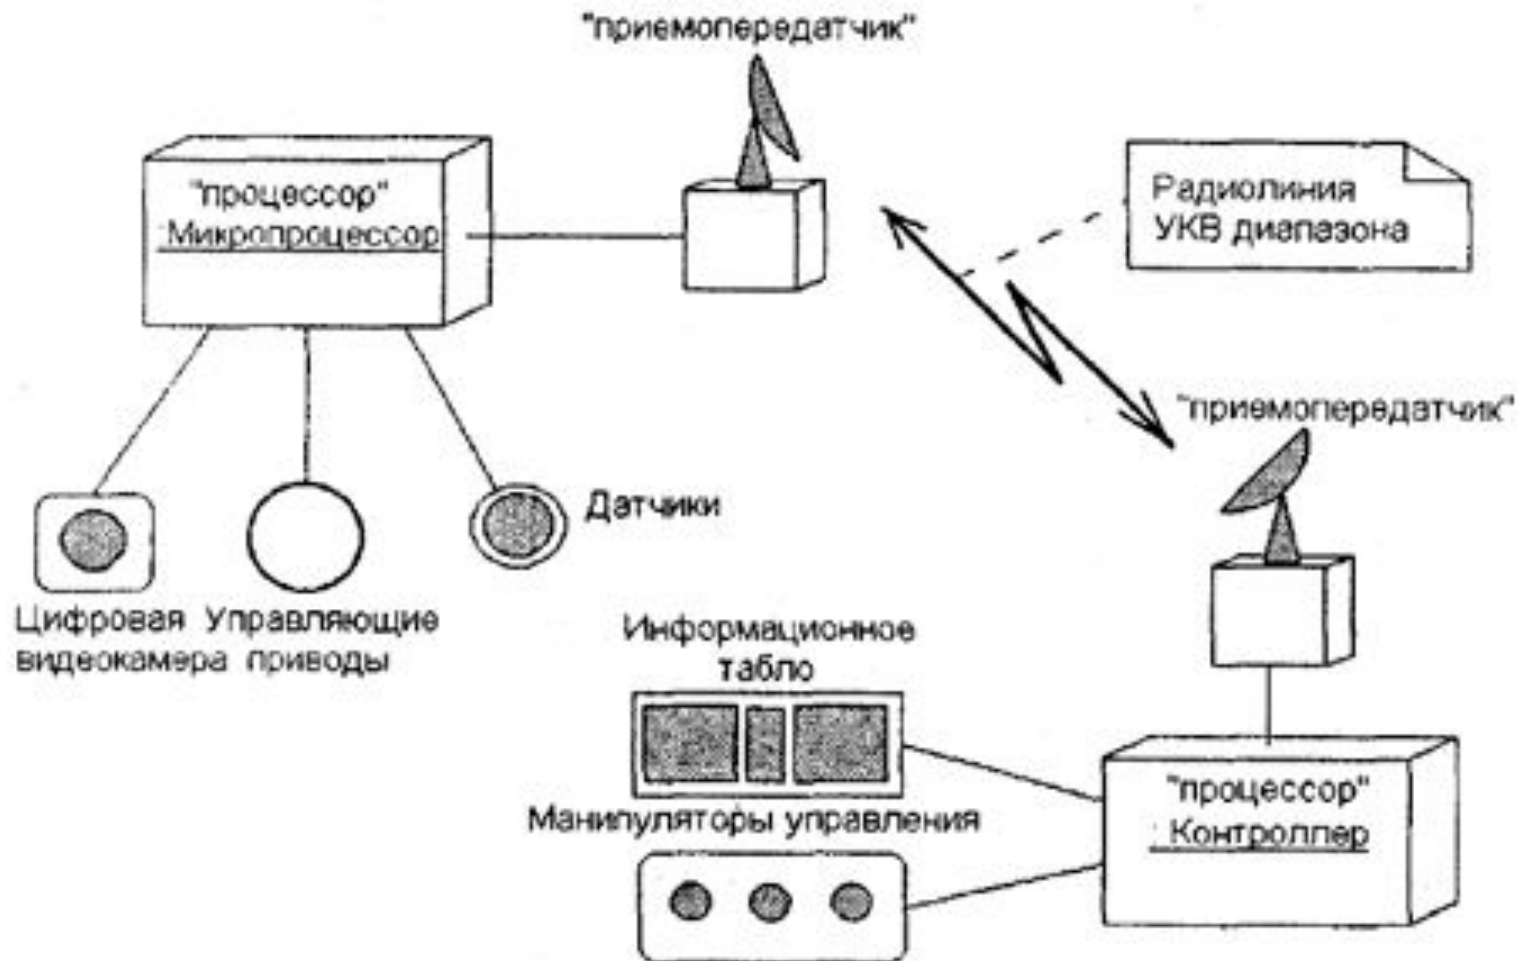 "приемопередатчик"
"процессор"
:Микропроцессор
Радиолиния
УКВ диапазона
"приемопередатчик"
Датчики
Цифровая
видеокамера
Управляющие
приводы
Информационное
табло
Манипуляторы управления
"процессор"
: Контроллер